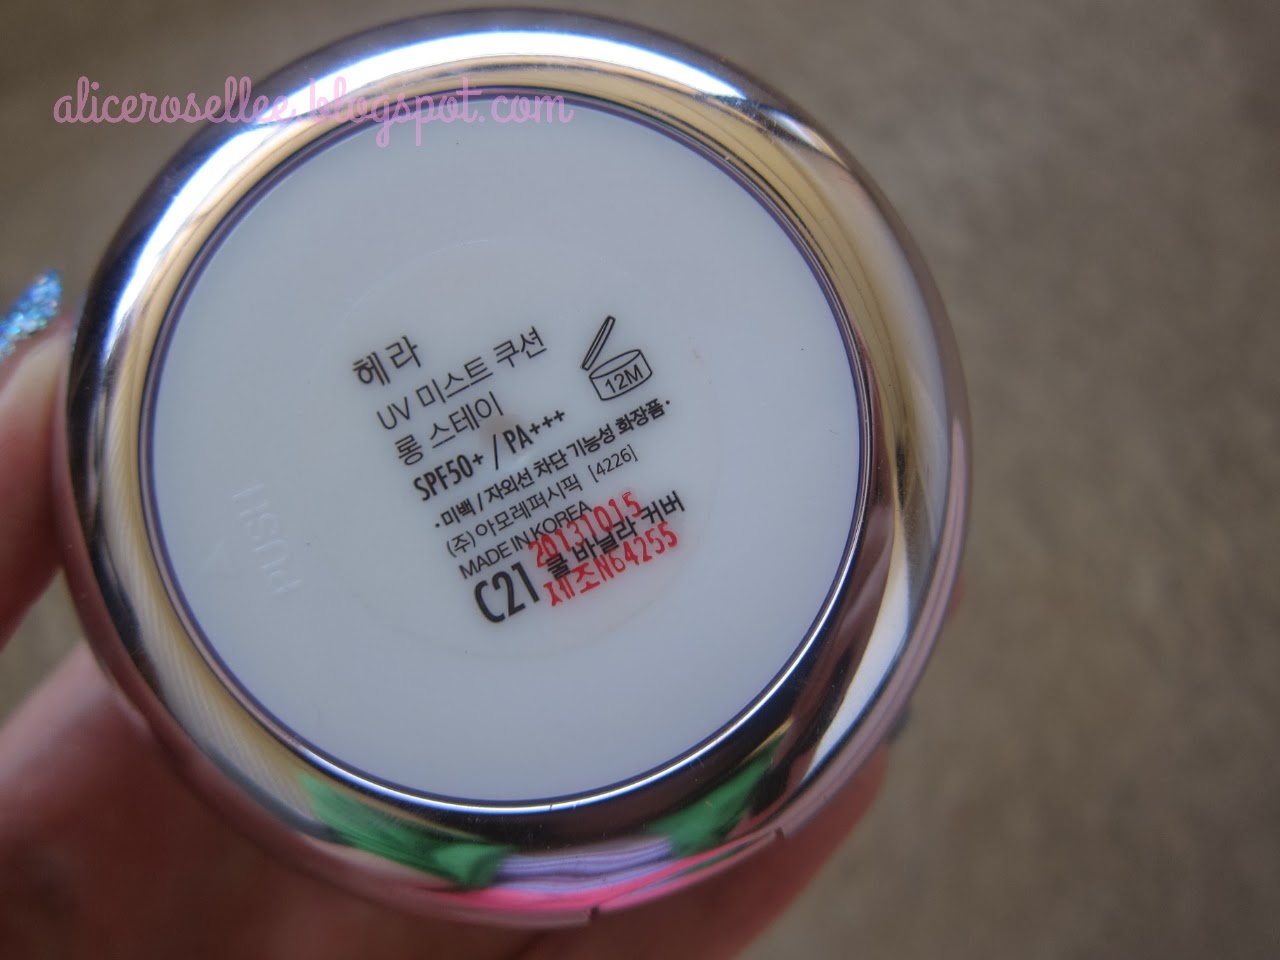 alicerosellee.blogspot.com
헤라
UV 미스트 쿠션
롱 스테이
SPF50+ / PA+++
12M
·미백 / 자외선 차단 기능성 화장품·
(주)아모레퍼시픽 [4226]
MADE IN KOREA
20131015
C21 쿨 바닐라 커버
제조N64255
PUSH